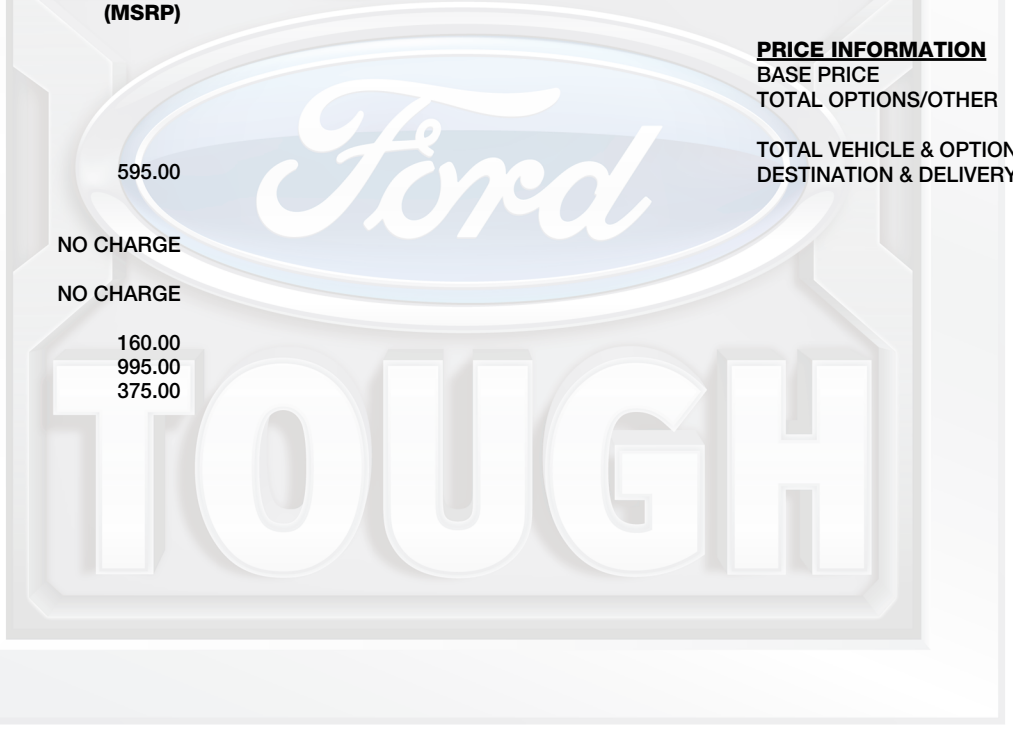 (MSRP)
595.00
NO CHARGE
NO CHARGE
160.00
995.00
375.00
PRICE INFORMATION
BASE PRICE
TOTAL OPTIONS/OTHER
TOTAL VEHICLE & OPTION
DESTINATION & DELIVERY
Ford
TOUGH